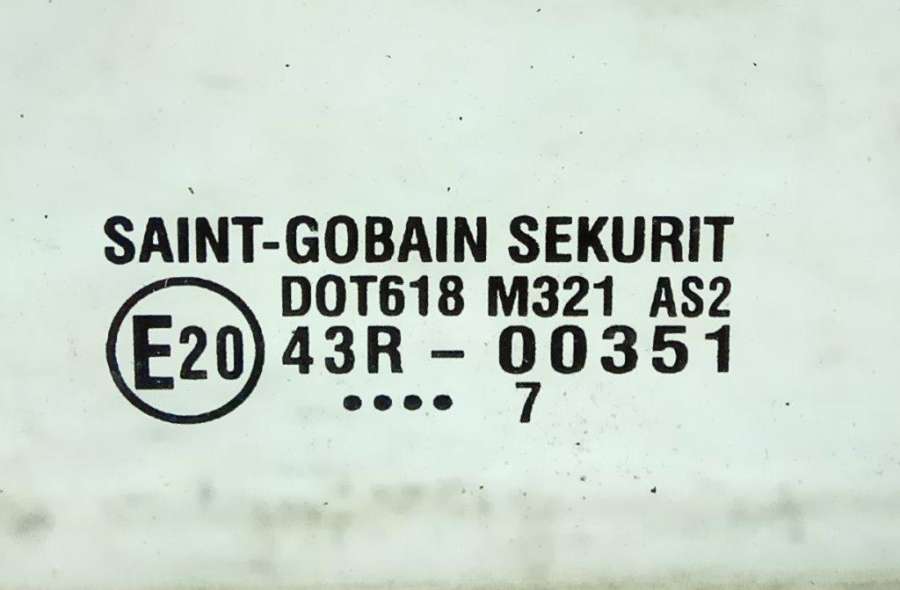 SAINT-GOBAIN SEKURIT
DOT618 M321 AS2
E20 43R - 00351
•••• 7